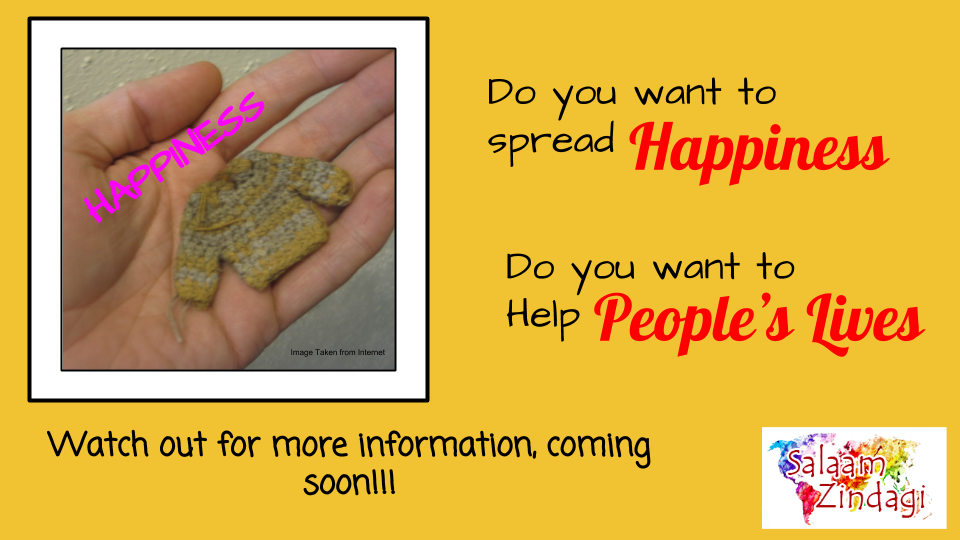 HAPPINESS
Image Taken from Internet
Do you want to
spread Happiness
Do you want to
Help People's Lives
Watch out for more information, coming
soon!!!
Salaam
Zindagi